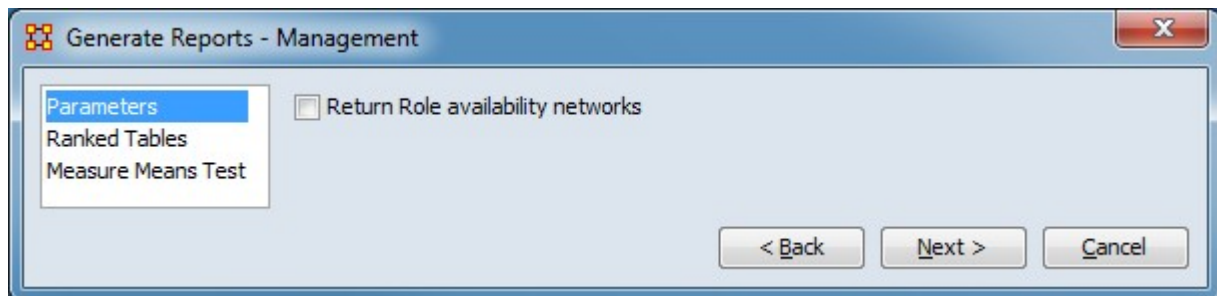 Generate Reports - Management
Parameters
Return Role availability networks
Ranked Tables
Measure Means Test
< Back
Next >
Cancel